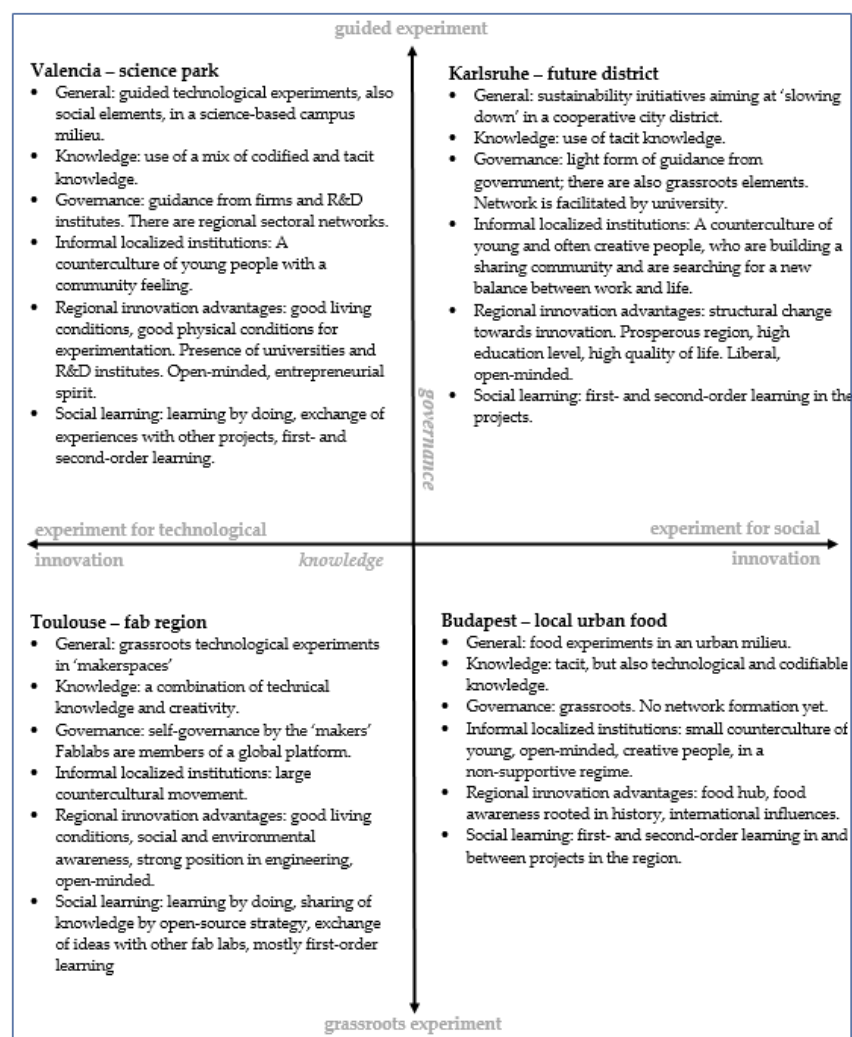 guided experiment
Valencia – science park
• General: guided technological experiments, also
social elements, in a science-based campus
milieu.
• Knowledge: use of a mix of codified and tacit
knowledge.
• Governance: guidance from firms and R&D
institutes. There are regional sectoral networks.
• Informal localized institutions: A
counterculture of young people with a
community feeling.
• Regional innovation advantages: good living
conditions, good physical conditions for
experimentation. Presence of universities and
R&D institutes. Open-minded, entrepreneurial
spirit.
• Social learning: learning by doing, exchange of
experiences with other projects, first- and
second-order learning.
Karlsruhe – future district
• General: sustainability initiatives aiming at ‘slowing
down’ in a cooperative city district.
• Knowledge: use of tacit knowledge.
• Governance: light form of guidance from
government; there are also grassroots elements.
Network is facilitated by university.
• Informal localized institutions: A counterculture of
young and often creative people, who are building a
sharing community and are searching for a new
balance between work and life.
• Regional innovation advantages: structural change
towards innovation. Prosperous region, high
education level, high quality of life. Liberal,
open-minded.
• Social learning: first- and second-order learning in the
projects.
governance
experiment for technological
innovation
knowledge
experiment for social
innovation
Toulouse – fab region
• General: grassroots technological experiments
in ‘makerspaces’
• Knowledge: a combination of technical
knowledge and creativity.
• Governance: self-governance by the ‘makers’
Fablabs are members of a global platform.
• Informal localized institutions: large
countercultural movement.
• Regional innovation advantages: good living
conditions, social and environmental
awareness, strong position in engineering,
open-minded.
• Social learning: learning by doing, sharing of
knowledge by open-source strategy, exchange
of ideas with other fab labs, mostly first-order
learning
Budapest – local urban food
• General: food experiments in an urban milieu.
• Knowledge: tacit, but also technological and codifiable
knowledge.
• Governance: grassroots. No network formation yet.
• Informal localized institutions: small counterculture of
young, open-minded, creative people, in a
non-supportive regime.
• Regional innovation advantages: food hub, food
awareness rooted in history, international influences.
• Social learning: first- and second-order learning in and
between projects in the region.
grassroots experiment